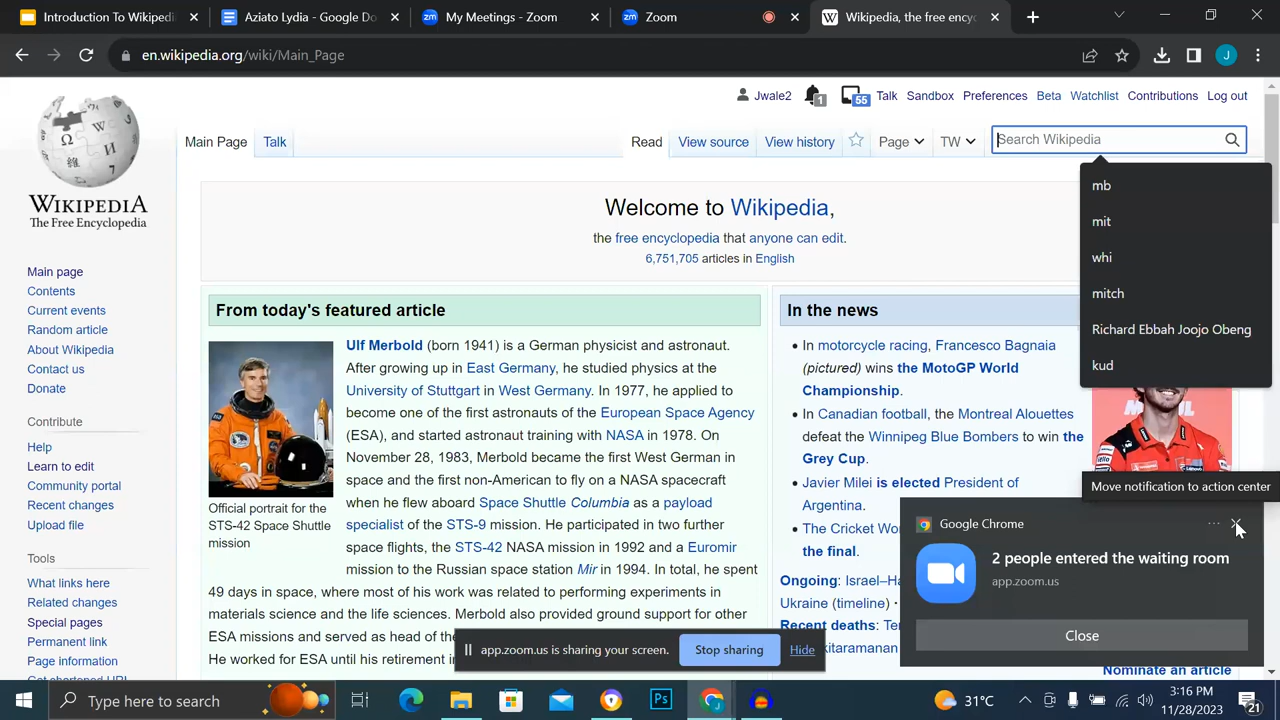 Introduction To Wikipedi
Aziato Lydia - Google Do
My Meetings - Zoom
Zoom
Wikipedia, the free ency
en.wikipedia.org/wiki/Main_Page
J
Jwale2
1
55
Talk
Sandbox
Preferences
Beta
Watchlist
Contributions
Log out
Main Page
Talk
Read
View source
View history
Page
TW
Search Wikipedia
WIKIPEDIA
The Free Encyclopedia
Main page
Contents
Current events
Random article
About Wikipedia
Contact us
Donate
Contribute
Help
Learn to edit
Community portal
Recent changes
Upload file
Tools
What links here
Related changes
Special pages
Permanent link
Page information
Welcome to Wikipedia,
the free encyclopedia that anyone can edit.
6,751,705 articles in English
From today's featured article
Official portrait for the
STS-42 Space Shuttle
mission
Ulf Merbold (born 1941) is a German physicist and astronaut.
After growing up in East Germany, he studied physics at the
University of Stuttgart in West Germany. In 1977, he applied to
become one of the first astronauts of the European Space Agency
(ESA), and started astronaut training with NASA in 1978. On
November 28, 1983, Merbold became the first West German in
space and the first non-American to fly on a NASA spacecraft
when he flew aboard Space Shuttle Columbia as a payload
specialist of the STS-9 mission. He participated in two further
space flights, the STS-42 NASA mission in 1992 and a Euromir
mission to the Russian space station Mir in 1994. In total, he spent
49 days in space, where most of his work was related to performing experiments in
materials science and the life sciences. Merbold also provided ground support for other
ESA missions and served as head of the
He worked for ESA until his retirement i
In the news
In motorcycle racing, Francesco Bagnaia
(pictured) wins the MotoGP World
Championship.
In Canadian football, the Montreal Alouettes
defeat the Winnipeg Blue Bombers to win the
Grey Cup.
Javier Milei is elected President of
Argentina.
The Cricket Wo
the final.
Ongoing: Israel–Ha
Ukraine (timeline) ·
Recent deaths: Te
kitaramanan
Nominate an article
mb
mit
whi
mitch
Richard Ebbah Joojo Obeng
kud
Move notification to action center
Google Chrome
2 people entered the waiting room
app.zoom.us
Close
app.zoom.us is sharing your screen.
Stop sharing
Hide
Type here to search
Ps
31°C
3:16 PM
11/28/2023
21